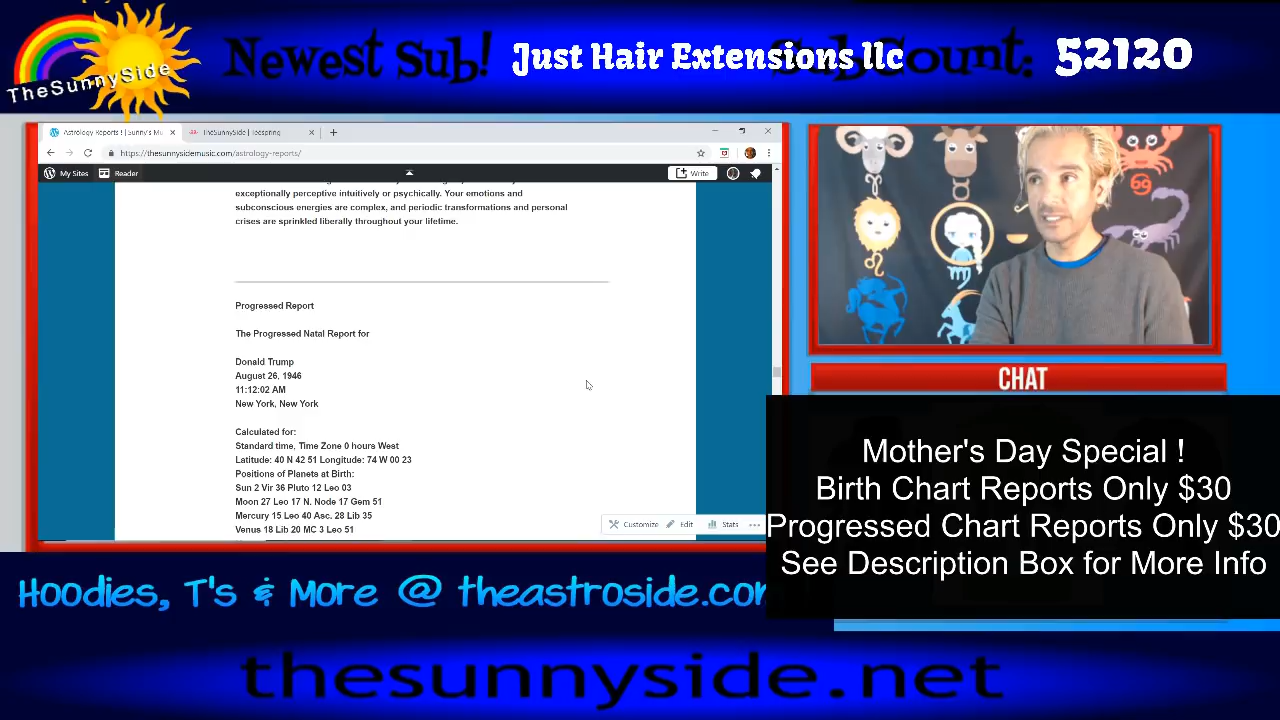 TheSunnySide
Newest Sub!
Just Hair Extensions llc
SubCount:
52120
Astrology Reports ! | Sunny's Mu
TheSunnySide | Teespring
https://thesunnysidemusic.com/astrology-reports/
My Sites
Reader
Write
exceptionally perceptive intuitively or psychically. Your emotions and
subconscious energies are complex, and periodic transformations and personal
crises are sprinkled liberally throughout your lifetime.
Progressed Report
The Progressed Natal Report for
Donald Trump
August 26, 1946
11:12:02 AM
New York, New York
Calculated for:
Standard time, Time Zone 0 hours West
Latitude: 40 N 42 51 Longitude: 74 W 00 23
Positions of Planets at Birth:
Sun 2 Vir 36 Pluto 12 Leo 03
Moon 27 Leo 17 N. Node 17 Gem 51
Mercury 15 Leo 40 Asc. 28 Lib 35
Venus 18 Lib 20 MC 3 Leo 51
Customize
Edit
Stats
CHAT
Mother's Day Special !
Birth Chart Reports Only $30
Progressed Chart Reports Only $30
See Description Box for More Info
Hoodies, T's & More @ theastroside.com
thesunnyside.net